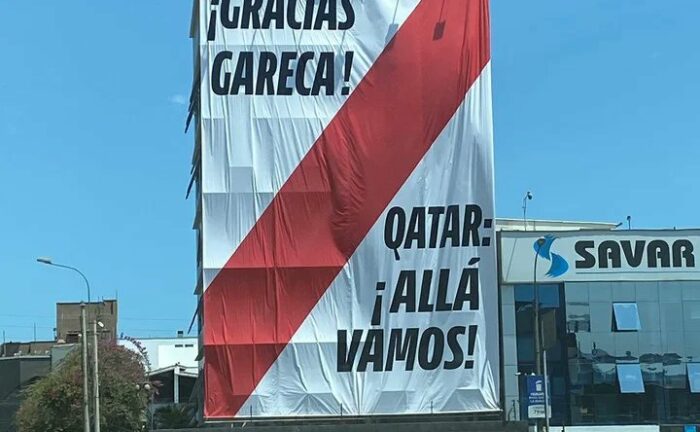 ¡GRACIAS
GARECA!
QATAR:
¡ALLÁ
VAMOS!
SAVAR